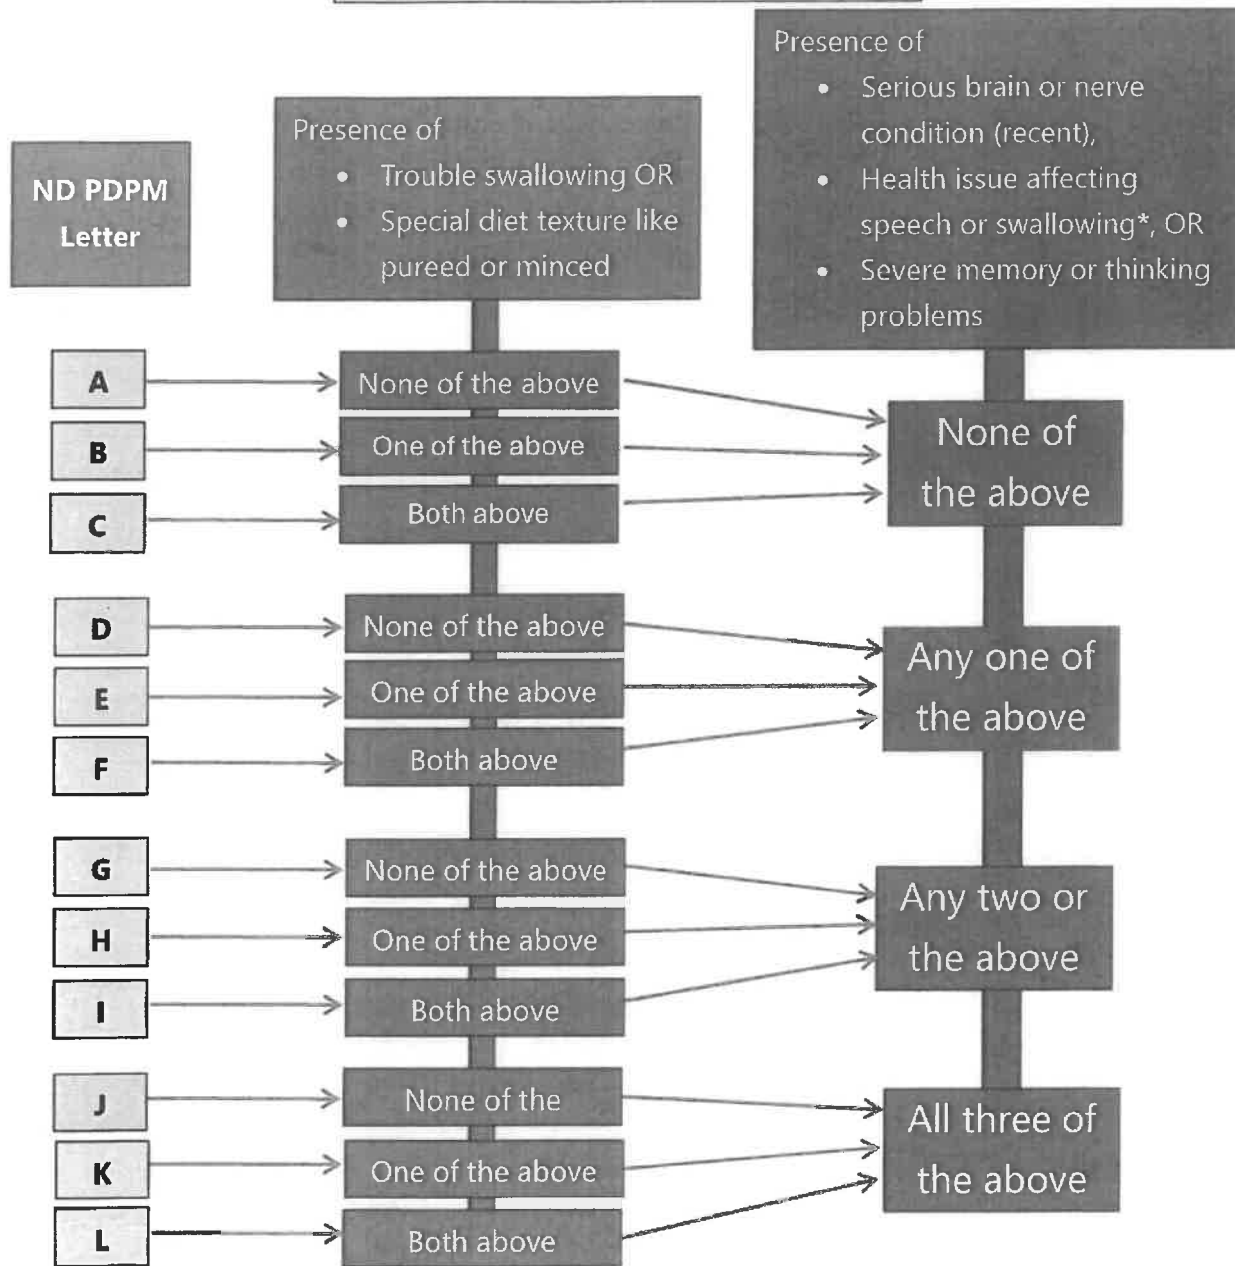 Presence of
• Serious brain or nerve
condition (recent),
• Health issue affecting
speech or swallowing*, OR
• Severe memory or thinking
problems
Presence of
• Trouble swallowing OR
• Special diet texture like
pureed or minced
ND PDPM
Letter
A
None of the above
B
One of the above
C
Both above
None of
the above
D
None of the above
E
One of the above
F
Both above
Any one of
the above
G
None of the above
H
One of the above
I
Both above
Any two or
the above
J
None of the
K
One of the above
L
Both above
All three of
the above